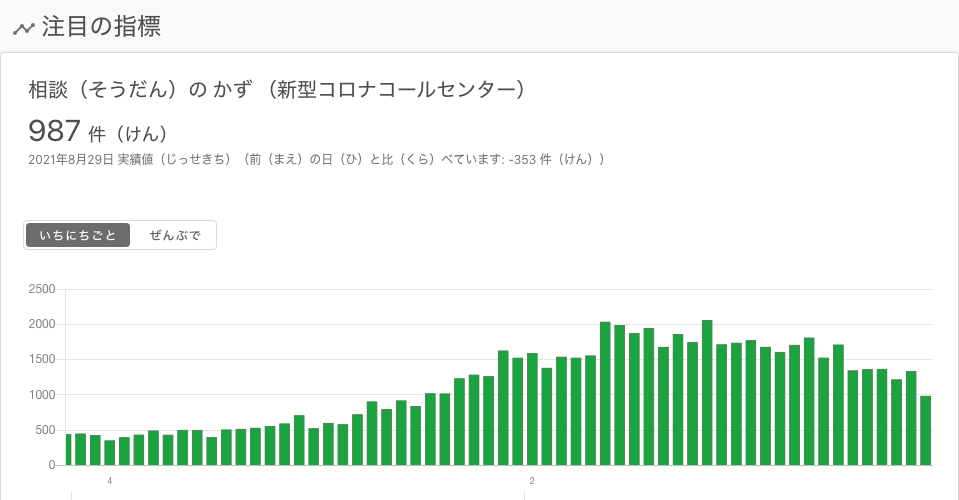 注目の指標
相談（そうだん）の かず （新型コロナコールセンター）
987 件（けん）
2021年8月29日 実績値（じっせきち）（前（まえ）の日（ひ）と比（くら）べています: -353 件（けん））
いちにちごと ぜんぶで
2500
2000
1500
1000
500
0
4 2